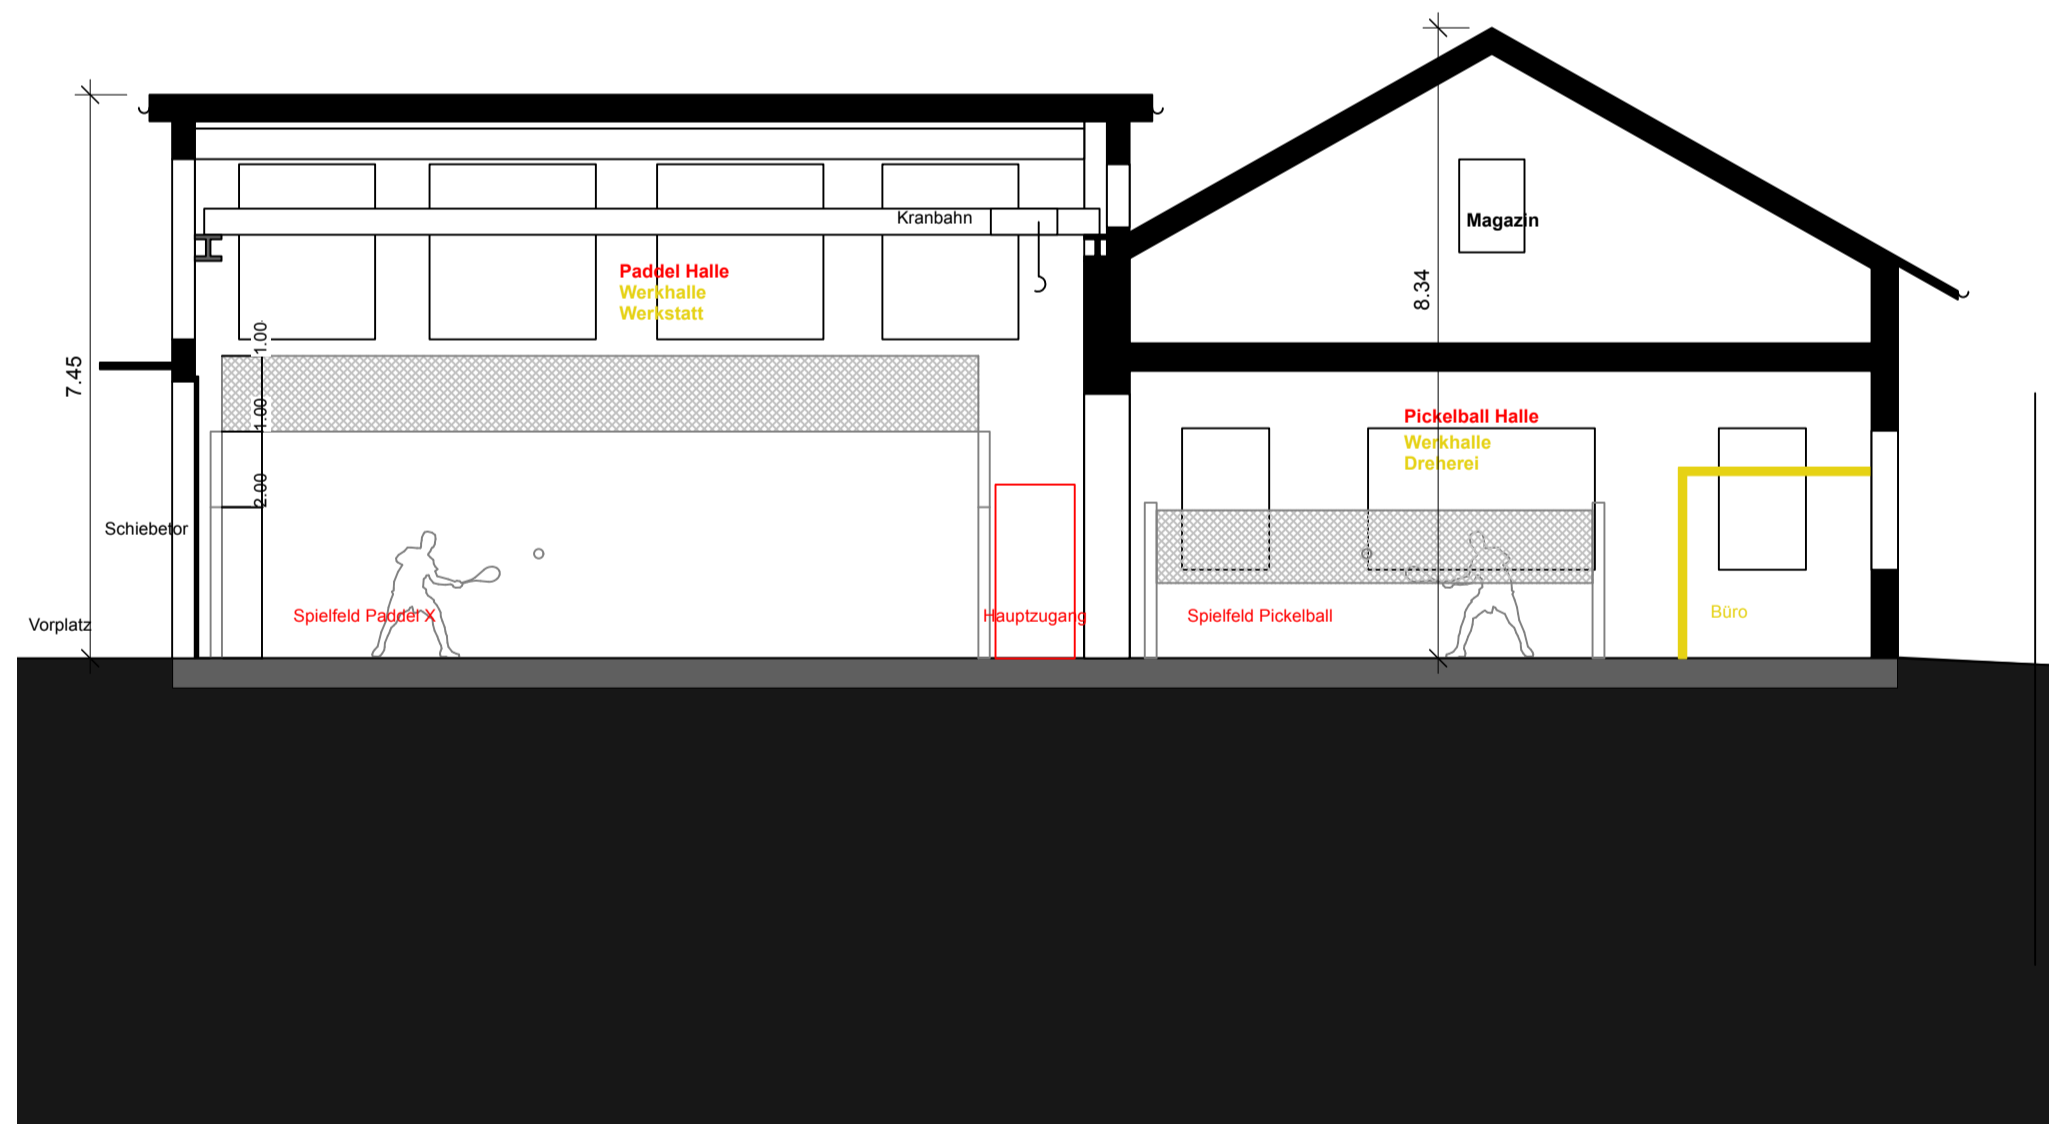 8.34
7.45
Kranbahn
Magazin
Paddel Halle
Werkhalle
Werkstatt
1.00
1.00
2.00
Pickelball Halle
Werkhalle
Dreherei
Schiebetor
Vorplatz
Spielfeld Paddel X
Hauptzugang
Spielfeld Pickelball
Büro